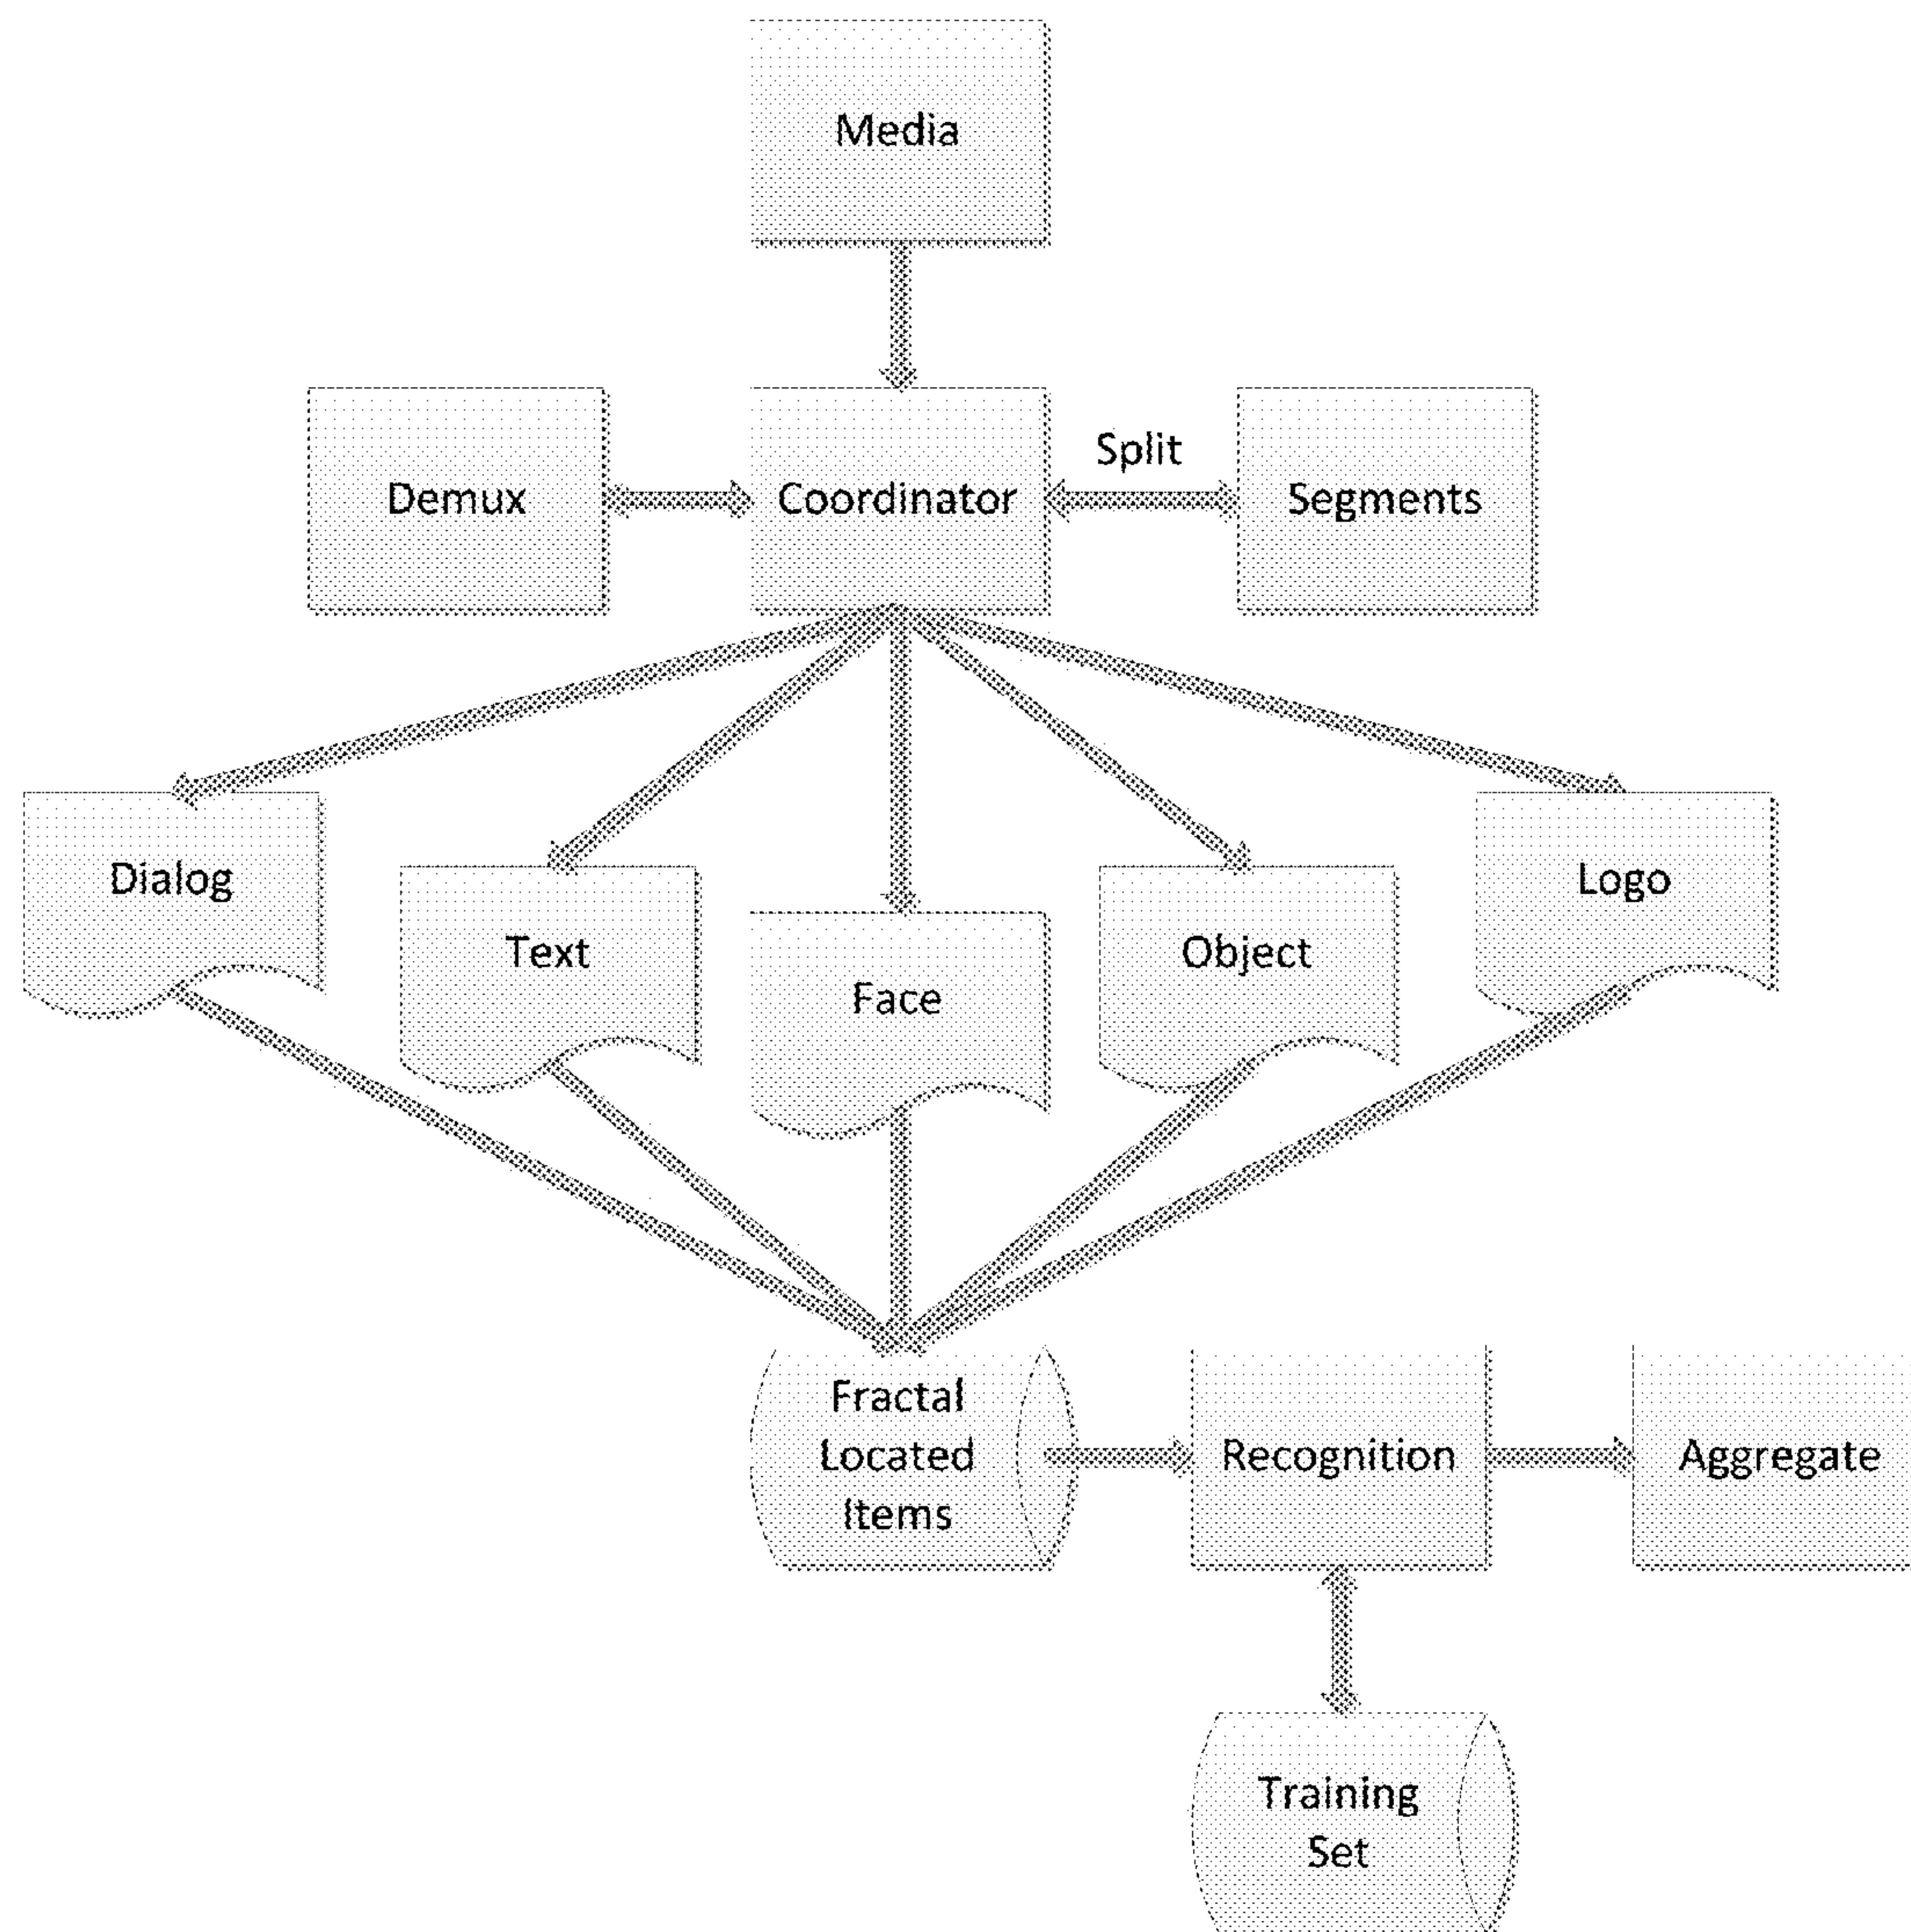 Media
Split
Demux
Coordinator
Segments
Dialog
Logo
Text
Object
Face
Fractal
Located
Items
Recognition
Aggregate
Training
Set